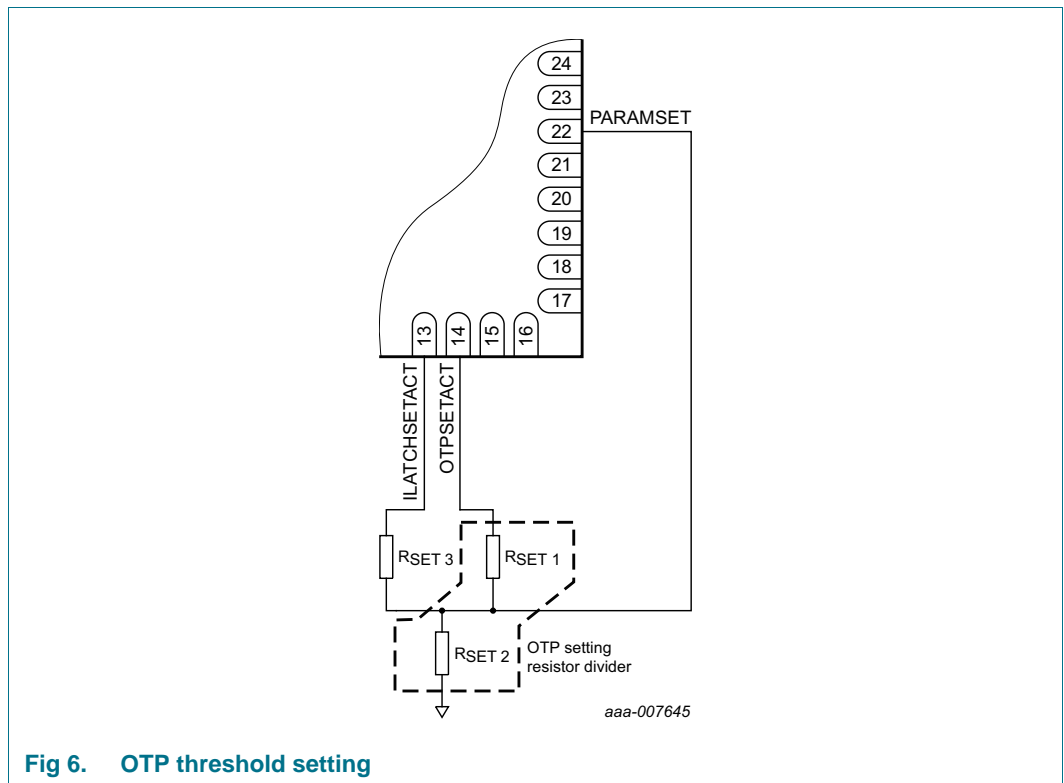 24
23
PARAMSET
22
21
20
19
18
17
13
14
15
16
ILATCHSETACT
OTPSETACT
RSET 3
RSET 1
RSET 2
OTP setting
resistor divider
aaa-007645
Fig 6. OTP threshold setting